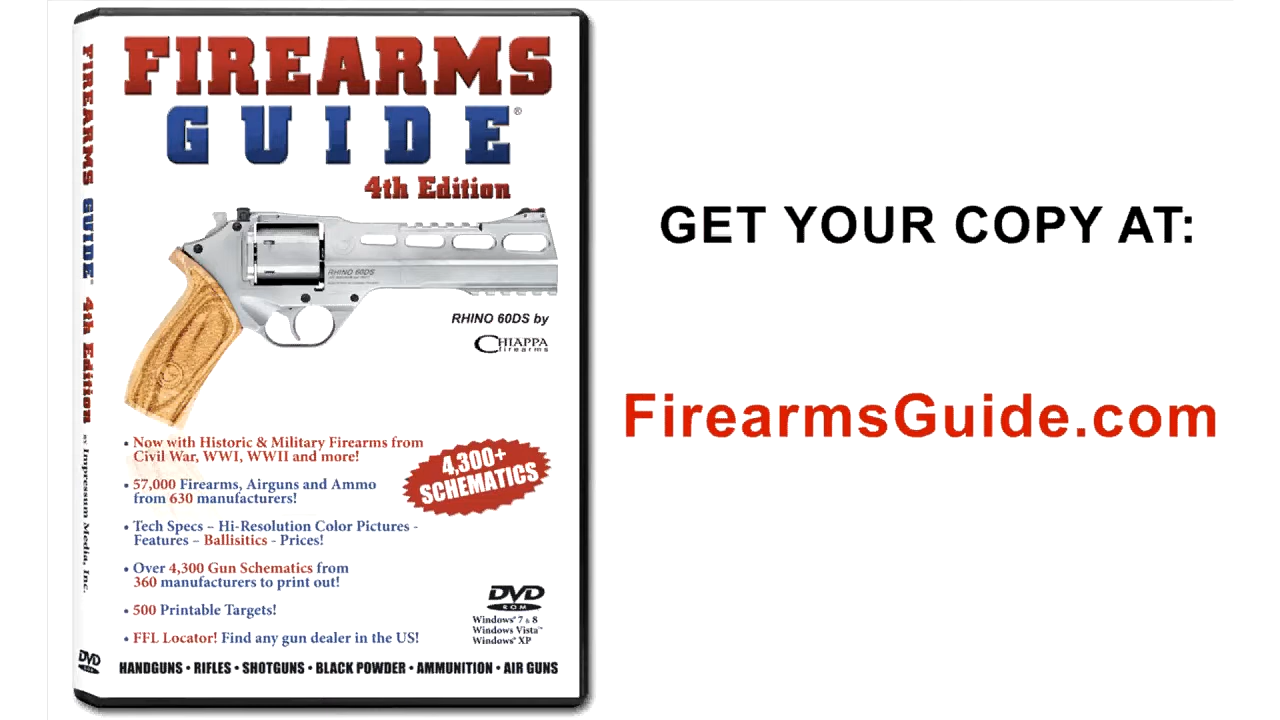 FIREARMS GUIDE™ 4th Edition BY Impressum Media, Inc.
DVD
FIREARMS
GUIDE®
4th Edition
RHINO 60DS
RHINO 60DS by
CHIAPPA
firearms
• Now with Historic & Military Firearms from
Civil War, WWI, WWII and more!
4,300+
SCHEMATICS
• 57,000 Firearms, Airguns and Ammo
from 630 manufacturers!
• Tech Specs – Hi-Resolution Color Pictures -
Features – Ballisitics - Prices!
• Over 4,300 Gun Schematics from
360 manufacturers to print out!
• 500 Printable Targets!
• FFL Locator! Find any gun dealer in the US!
DVD
ROM
Windows® 7 & 8
Windows Vista™
Windows® XP
HANDGUNS • RIFLES • SHOTGUNS • BLACK POWDER • AMMUNITION • AIR GUNS
GET YOUR COPY AT:
FirearmsGuide.com